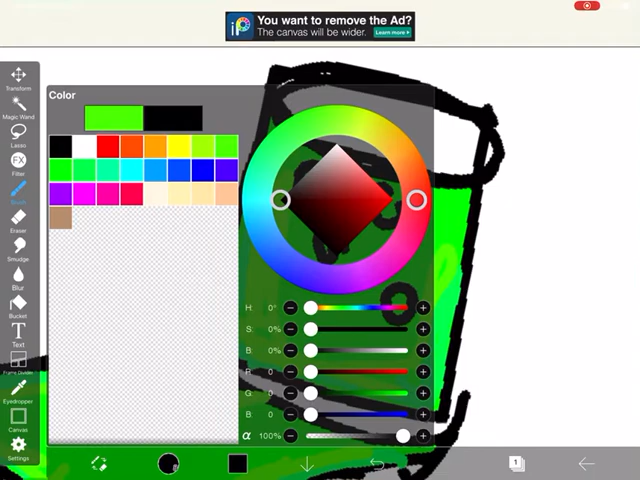 You want to remove the Ad?
The canvas will be wider.
Learn more
iP
Color
Transform
Magic Wand
Lasso
FX
Filter
Brush
Eraser
Smudge
Blur
Bucket
T
Text
Frame Divider
Eyedropper
Canvas
Settings
H: 0°
S: 0%
B: 0%
R: 0
G: 0
B: 0
α 100%
1